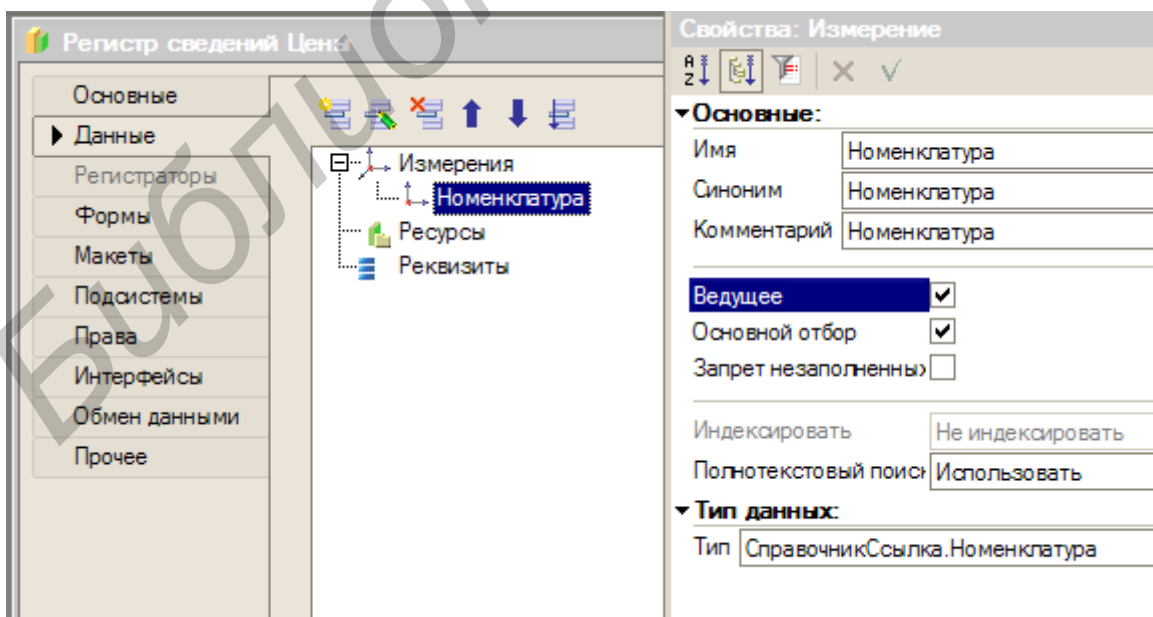 Регистр сведений Цены
Основные
Данные
Регистраторы
Формы
Макеты
Подсистемы
Права
Интерфейсы
Обмен данными
Прочее
Измерения
Номенклатура
Ресурсы
Реквизиты
Свойства: Измерение
Основные:
Имя Номенклатура
Синоним Номенклатура
Комментарий Номенклатура
Ведущее
Основной отбор
Запрет незаполненных
Индексировать Не индексировать
Полнотекстовый поиск Использовать
Тип данных:
Тип СправочникСсылка.Номенклатура
Библио